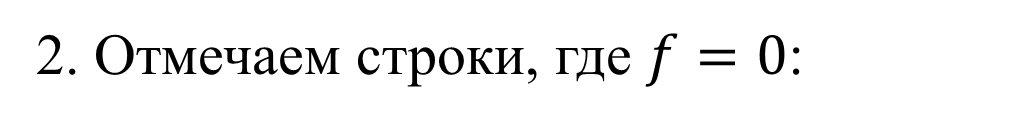 2. Отмечаем строки, где f = 0: